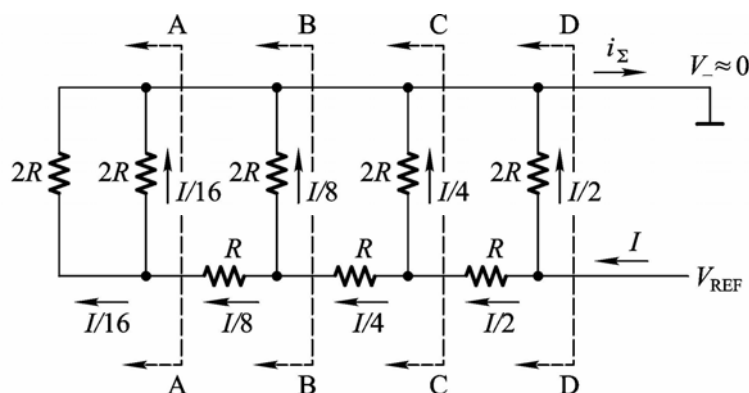 A B C D
i_Σ V_−≈0
2R 2R 2R 2R 2R
I/16 I/8 I/4 I/2
R R R I
V_REF
I/16 I/8 I/4 I/2
A B C D